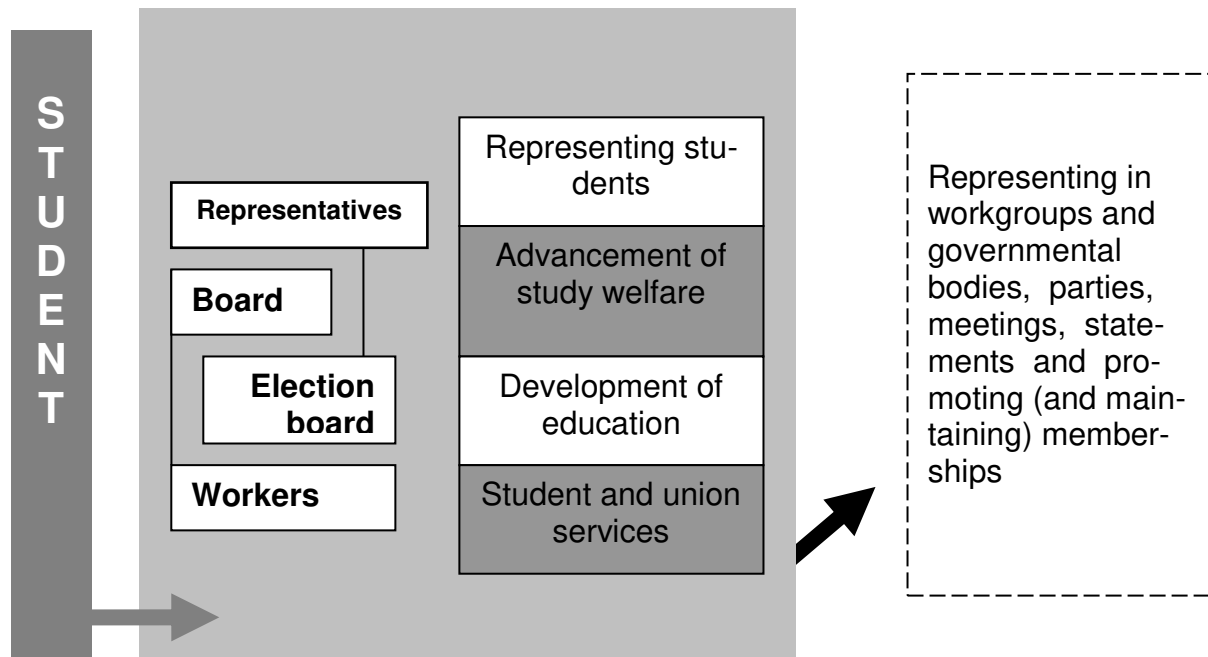 STUDENT
Representatives
Board
Election
board
Workers
Representing stu-
dents
Advancement of
study welfare
Development of
education
Student and union
services
Representing in
workgroups and
governmental
bodies, parties,
meetings, state-
ments and pro-
moting (and main-
taining) member-
ships